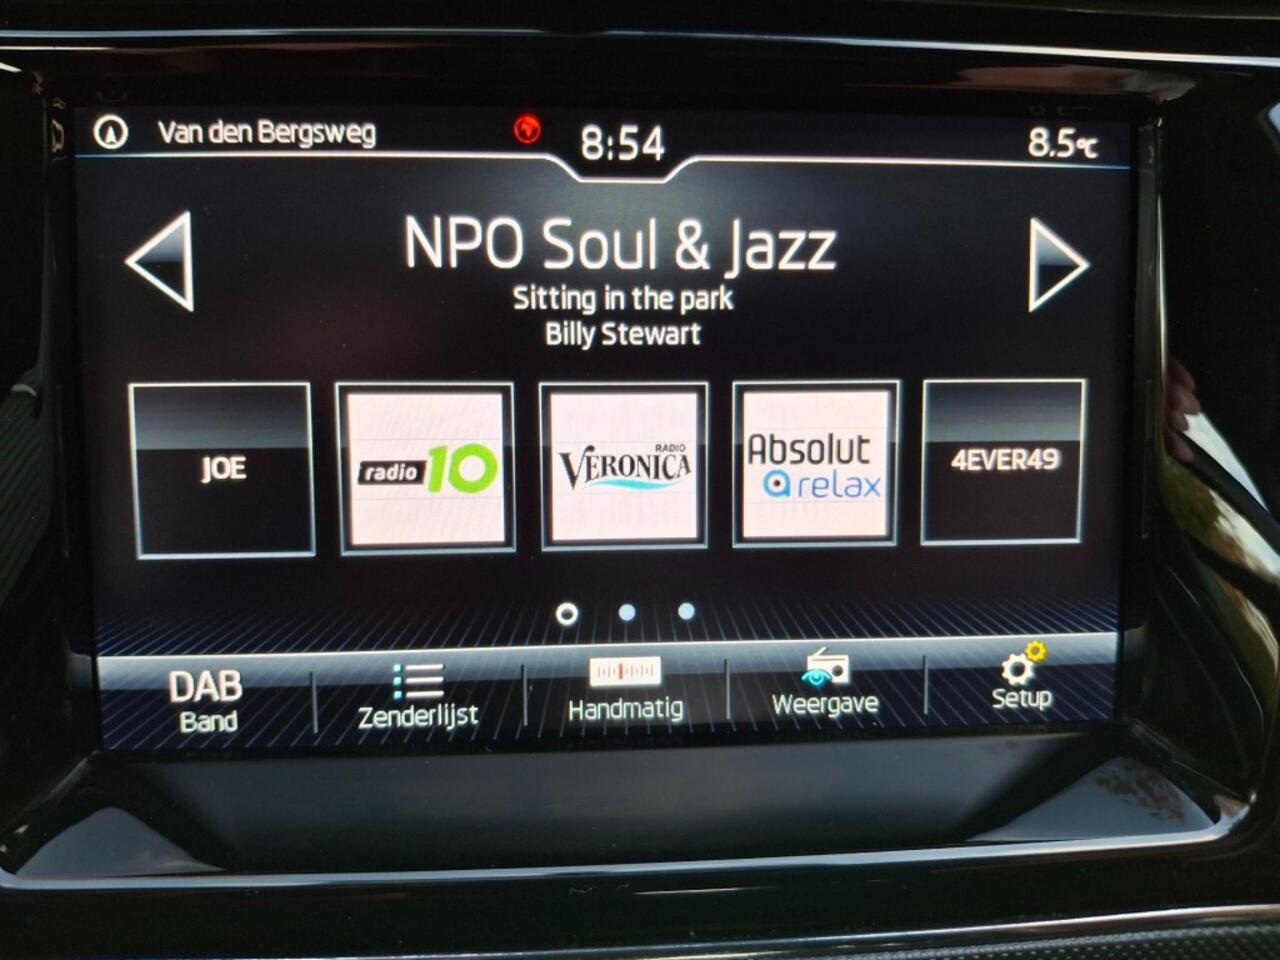 Van den Bergsweg
8:54
8.5°C
NPO Soul & Jazz
Sitting in the park
Billy Stewart
JOE
radio 10
RADIO
VERONICA
Absolut
relax
4EVER49
DAB
Band
Zenderlijst
Handmatig
Weergave
Setup